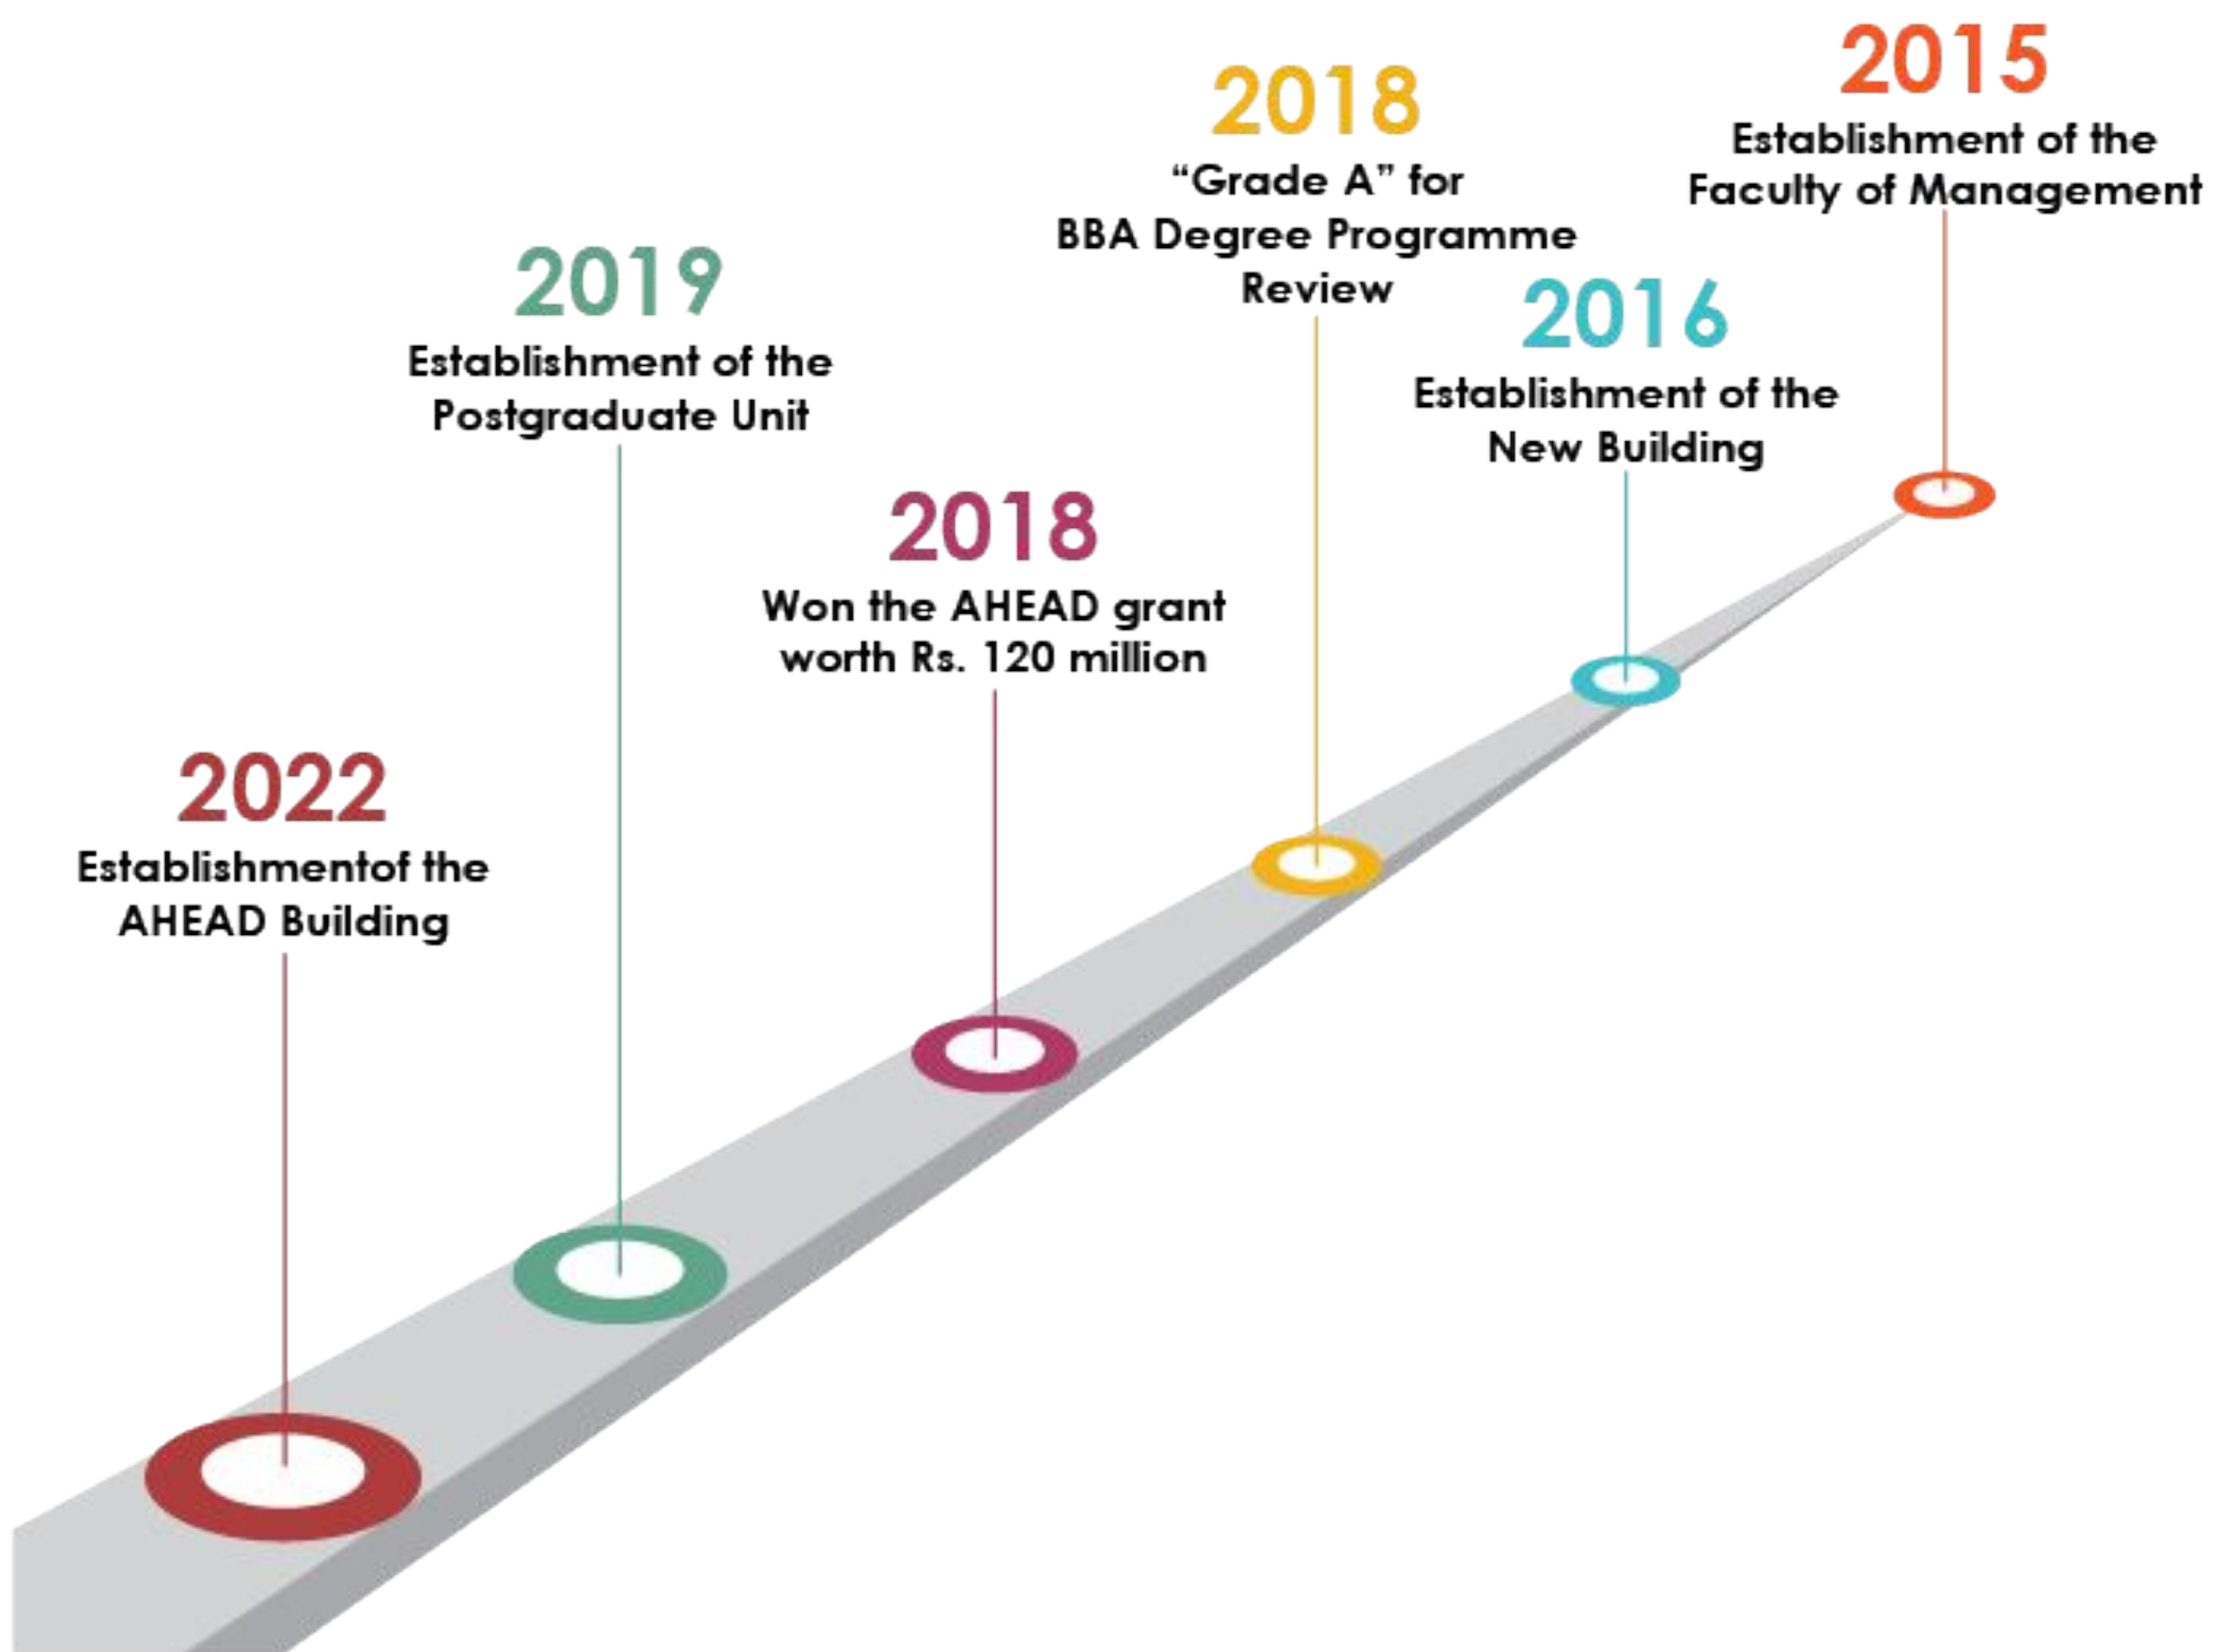 2015
Establishment of the
Faculty of Management
2018
“Grade A” for
BBA Degree Programme
Review
2016
Establishment of the
New Building
2019
Establishment of the
Postgraduate Unit
2018
Won the AHEAD grant
worth Rs. 120 million
2022
Establishmentof the
AHEAD Building